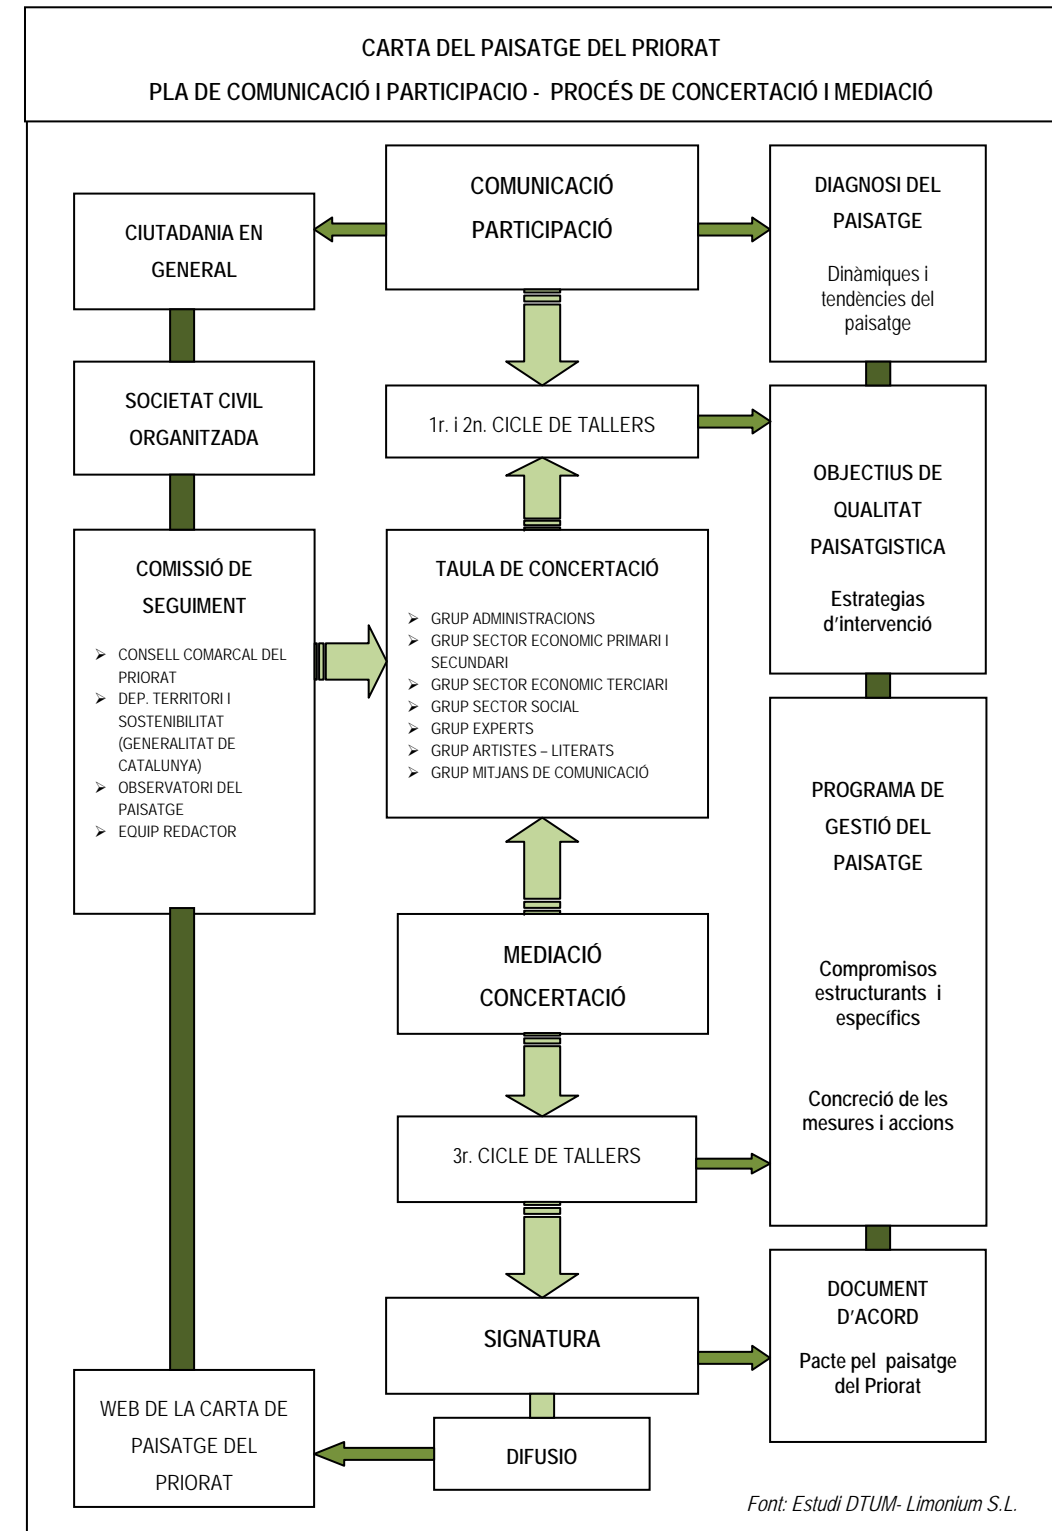 CARTA DEL PAISATGE DEL PRIORAT
PLA DE COMUNICACIÓ I PARTICIPACIO - PROCÉS DE CONCERTACIÓ I MEDIACIÓ
COMUNICACIÓ
PARTICIPACIÓ
CIUTADANIA EN
GENERAL
SOCIETAT CIVIL
ORGANITZADA
COMISSIÓ DE
SEGUIMENT
➢ CONSELL COMARCAL DEL
PRIORAT
➢ DEP. TERRITORI I
SOSTENIBILITAT
(GENERALITAT DE
CATALUNYA)
➢ OBSERVATORI DEL
PAISATGE
➢ EQUIP REDACTOR
WEB DE LA CARTA DE
PAISATGE DEL
PRIORAT
1r. i 2n. CICLE DE TALLERS
TAULA DE CONCERTACIÓ
➢ GRUP ADMINISTRACIONS
➢ GRUP SECTOR ECONOMIC PRIMARI I
SECUNDARI
➢ GRUP SECTOR ECONOMIC TERCIARI
➢ GRUP SECTOR SOCIAL
➢ GRUP EXPERTS
➢ GRUP ARTISTES – LITERATS
➢ GRUP MITJANS DE COMUNICACIÓ
MEDIACIÓ
CONCERTACIÓ
3r. CICLE DE TALLERS
SIGNATURA
DIFUSIO
DIAGNOSI DEL
PAISATGE
Dinàmiques i
tendències del
paisatge
OBJECTIUS DE
QUALITAT
PAISATGISTICA
Estrategias
d'intervenció
PROGRAMA DE
GESTIÓ DEL
PAISATGE
Compromisos
estructurants i
específics
Concreció de les
mesures i accions
DOCUMENT
D'ACORD
Pacte pel paisatge
del Priorat
Font: Estudi DTUM- Limonium S.L.